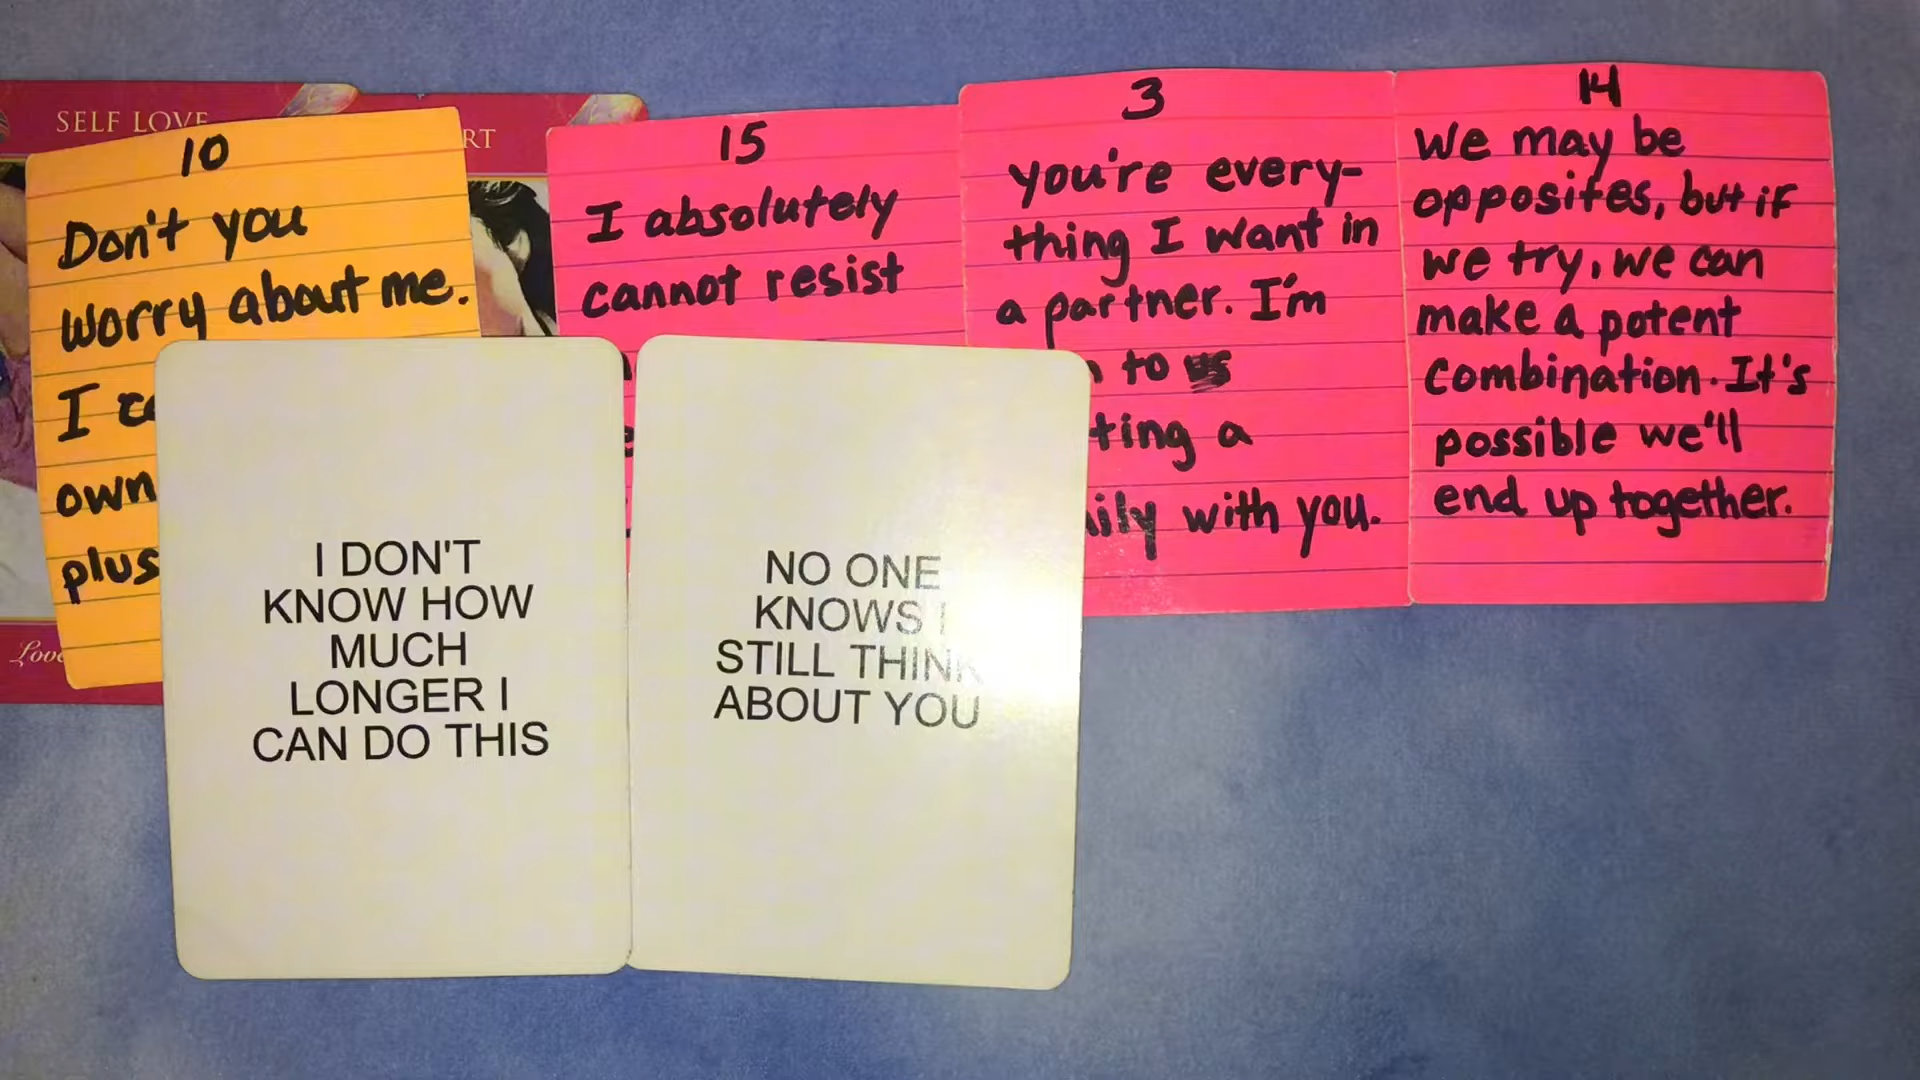 SELF LOVE
10
Don't you
worry about me.
I
own
plus
Love
15
I absolutely
cannot resist
3
you're every-
thing I want in
a partner. I'm
to
ting a
ily with you.
14
We may be
opposites, but if
we try, we can
make a potent
combination. It's
possible we'll
end up together.
I DON'T
KNOW HOW
MUCH
LONGER I
CAN DO THIS
NO ONE
KNOWS I
STILL THINK
ABOUT YOU